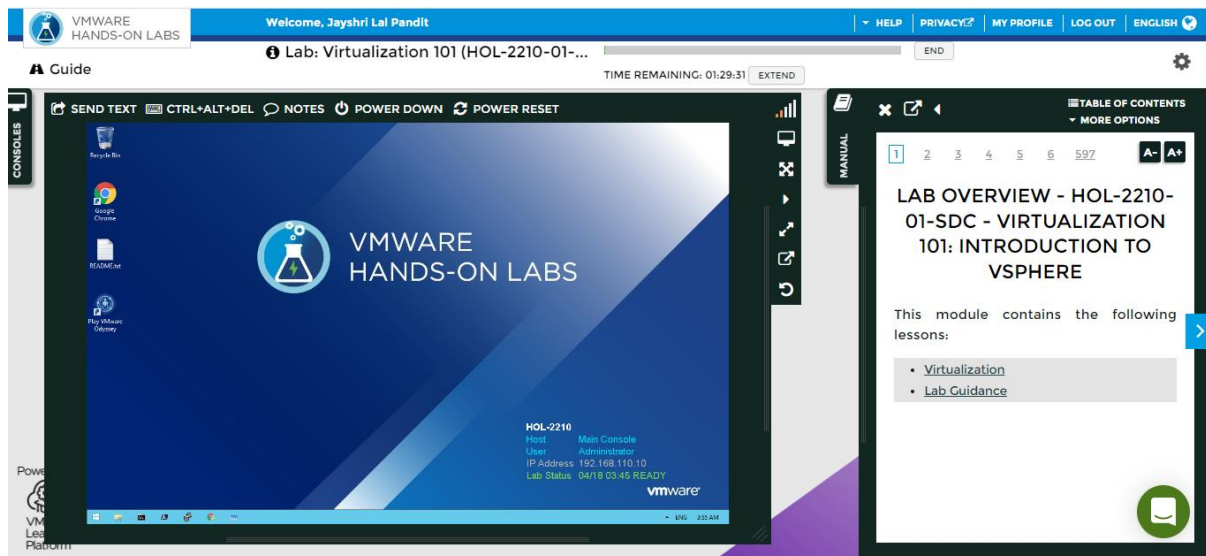 VMWARE
HANDS-ON LABS
Welcome, Jayshri Lal Pandit
HELP
PRIVACY
MY PROFILE
LOG OUT
ENGLISH
Guide
Lab: Virtualization 101 (HOL-2210-01-...
END
TIME REMAINING: 01:29:31
EXTEND
CONSOLES
SEND TEXT
CTRL+ALT+DEL
NOTES
POWER DOWN
POWER RESET
Recycle Bin
Google
Chrome
README.txt
Play VMware
Odyssey
VMWARE
HANDS-ON LABS
HOL-2210
Host Main Console
User Administrator
IP Address 192.168.110.10
Lab Status 04/18 03:45 READY
vmware
ENG
MANUAL
TABLE OF CONTENTS
MORE OPTIONS
1 2 3 4 5 6 597
A- A+
LAB OVERVIEW - HOL-2210-
01-SDC - VIRTUALIZATION
101: INTRODUCTION TO
VSPHERE
This module contains the following
lessons:
• Virtualization
• Lab Guidance
Powe
VM
Lea
Platform